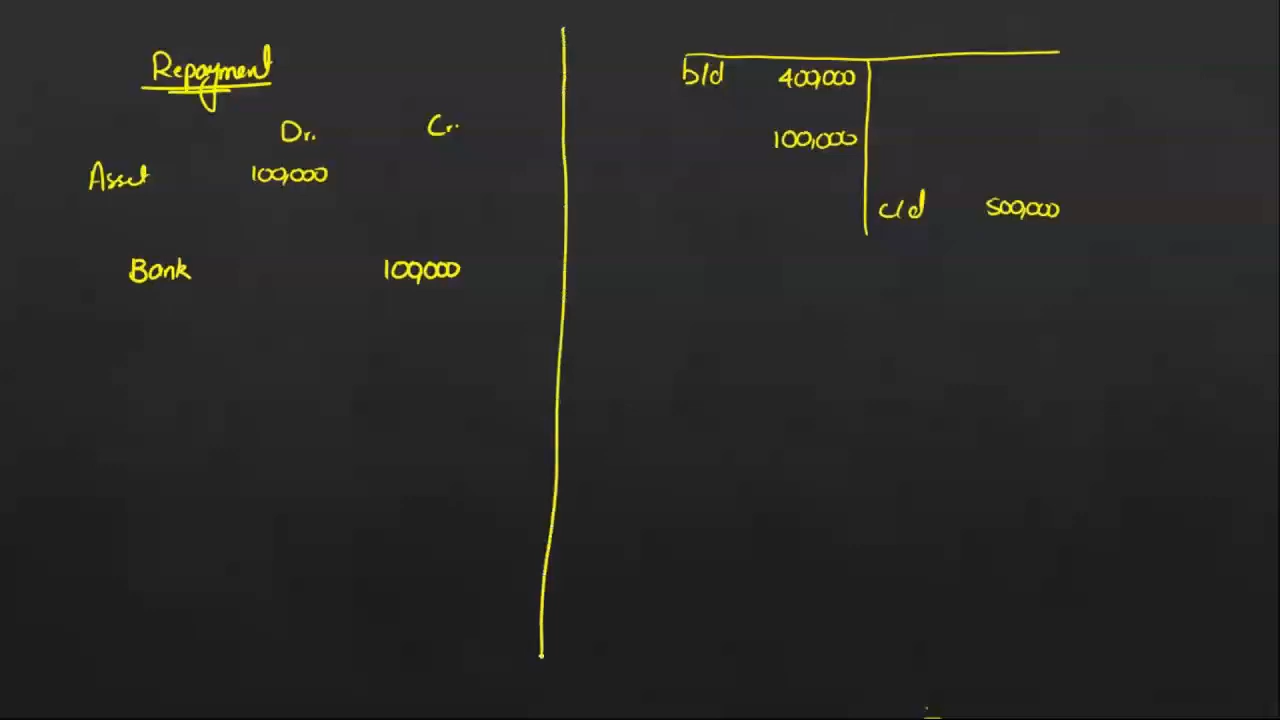 Repayment
Dr. Cr.
Asset 100,000
Bank 100,000
b/d 400,000
100,000
c/d 500,000